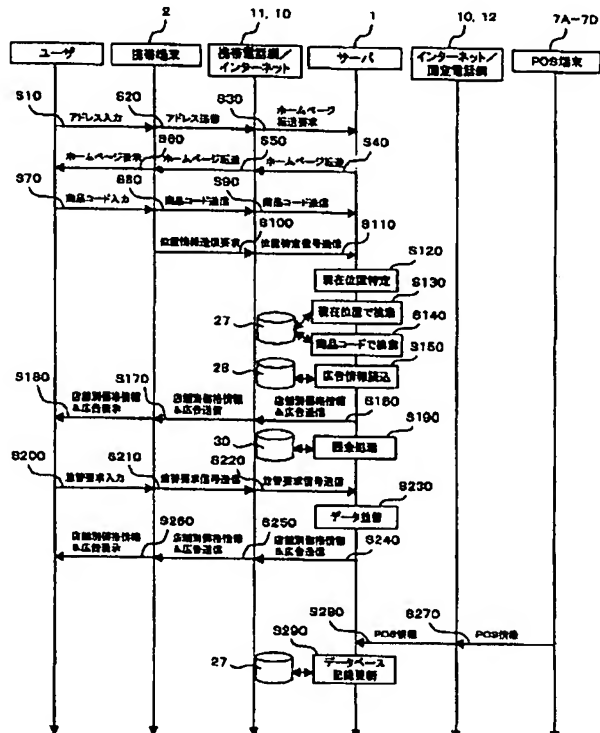 2
11, 10
1
10, 12
7A~7D
ユーザ
携帯端末
携帯電話網/
インターネット
サーバ
インターネット/
固定電話網
POS端末
S10
アドレス入力
S20
アドレス送信
S30
ホームページ
転送要求
S60
ホームページ表示
ホームページ転送
S50
ホームページ転送
S40
S70
商品コード入力
S80
商品コード送信
S90
商品コード送信
S100
位置情報送信要求
位置特定信号送信
S110
S120
現在位置特定
S130
現在位置で検索
S140
27
商品コードで検索
S150
28
広告情報読込
S180
店舗別価格情報
&広告表示
S170
店舗別価格情報
&広告送信
店舗別価格情報
&広告送信
S160
S190
30
課金処理
S200
並替要求入力
S210
並替要求信号送信
S220
並替要求信号送信
S230
データ並替
S260
店舗別価格情報
&広告表示
店舗別価格情報
&広告送信
S250
店舗別価格情報
&広告送信
S240
S280
POS情報
S270
POS情報
S290
27
データベース
記録更新